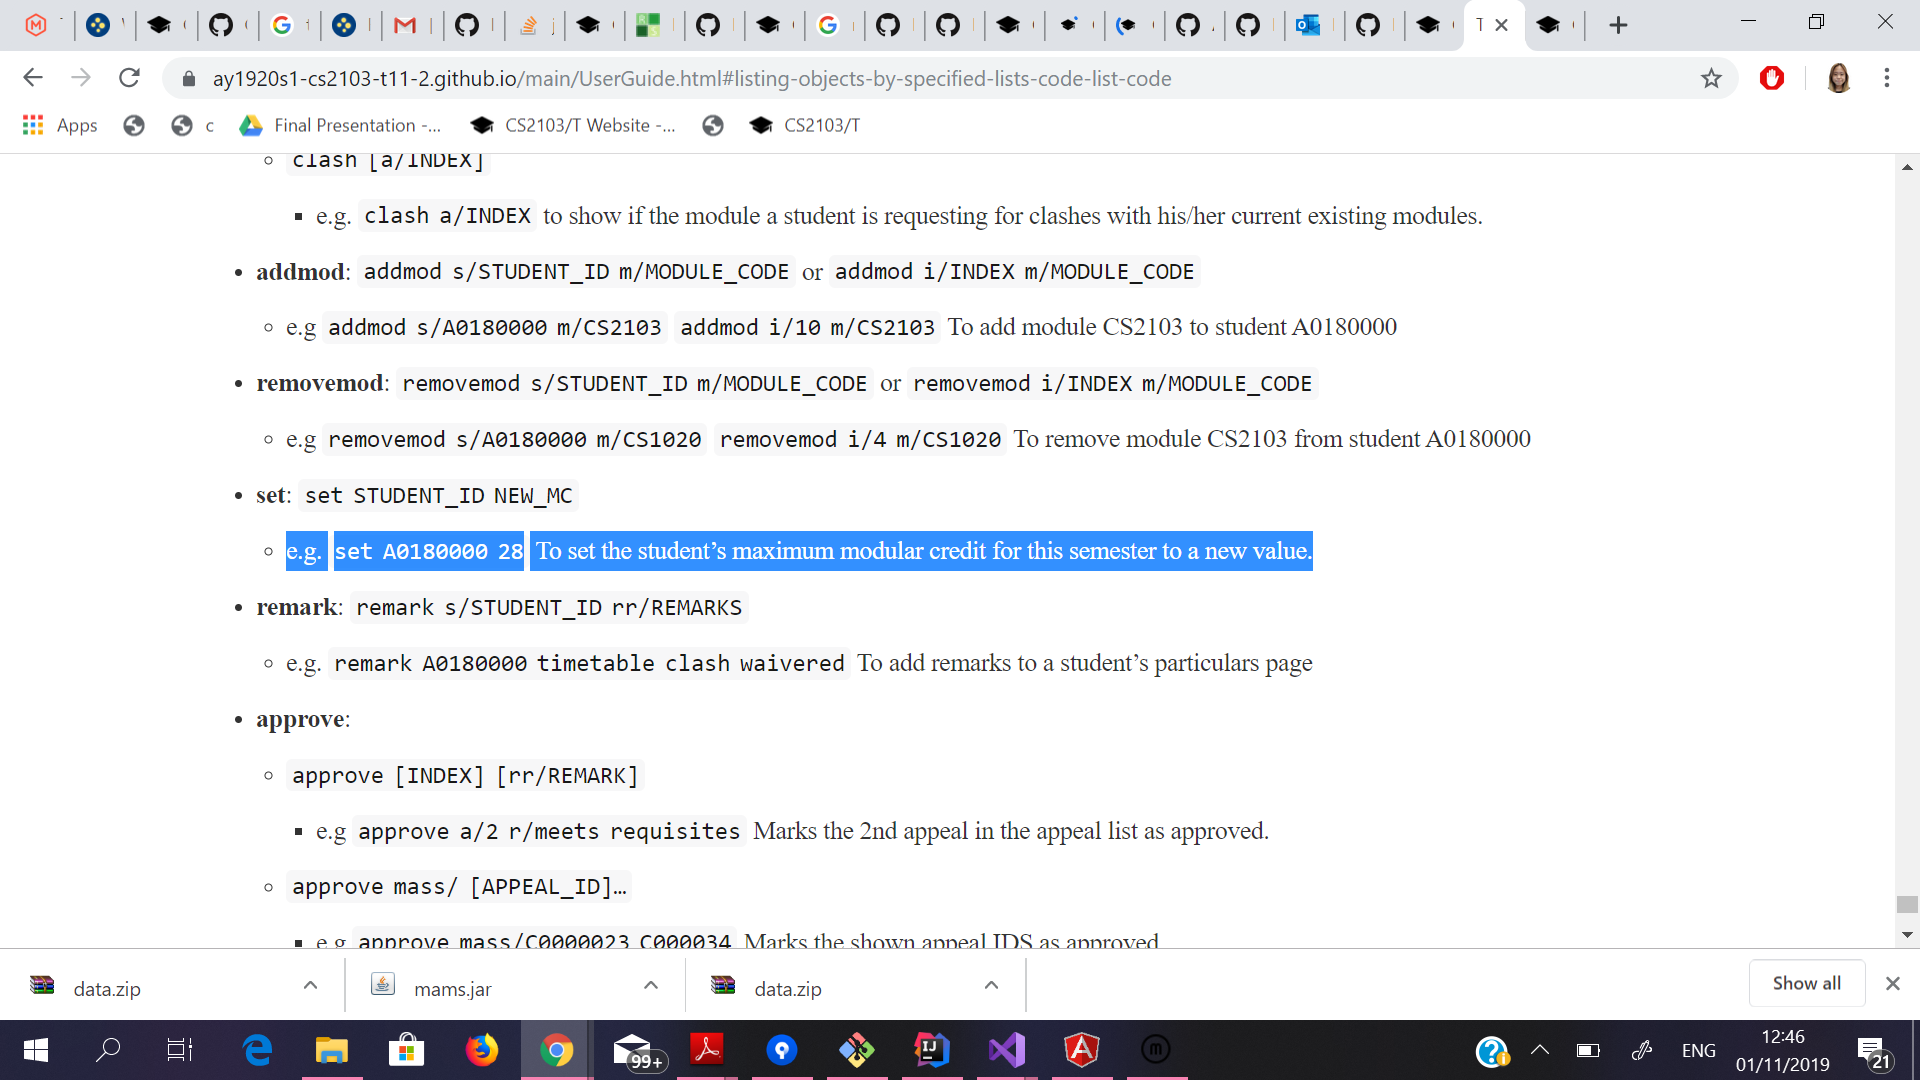 ay1920s1-cs2103-t11-2.github.io/main/UserGuide.html#listing-objects-by-specified-lists-code-list-code
Apps c Final Presentation -... CS2103/T Website -... CS2103/T
clash [a/INDEX]
e.g. clash a/INDEX to show if the module a student is requesting for clashes with his/her current existing modules.
addmod: addmod s/STUDENT_ID m/MODULE_CODE or addmod i/INDEX m/MODULE_CODE
e.g addmod s/A0180000 m/CS2103 addmod i/10 m/CS2103 To add module CS2103 to student A0180000
removemod: removemod s/STUDENT_ID m/MODULE_CODE or removemod i/INDEX m/MODULE_CODE
e.g removemod s/A0180000 m/CS1020 removemod i/4 m/CS1020 To remove module CS2103 from student A0180000
set: set STUDENT_ID NEW_MC
e.g. set A0180000 28 To set the student’s maximum modular credit for this semester to a new value.
remark: remark s/STUDENT_ID rr/REMARKS
e.g. remark A0180000 timetable clash waivered To add remarks to a student’s particulars page
approve:
approve [INDEX] [rr/REMARK]
e.g approve a/2 r/meets requisites Marks the 2nd appeal in the appeal list as approved.
approve mass/ [APPEAL_ID]…
e.g approve mass/C0000023 C000034 Marks the shown appeal IDS as approved
data.zip mams.jar data.zip Show all
99+ ENG 12:46
01/11/2019 21